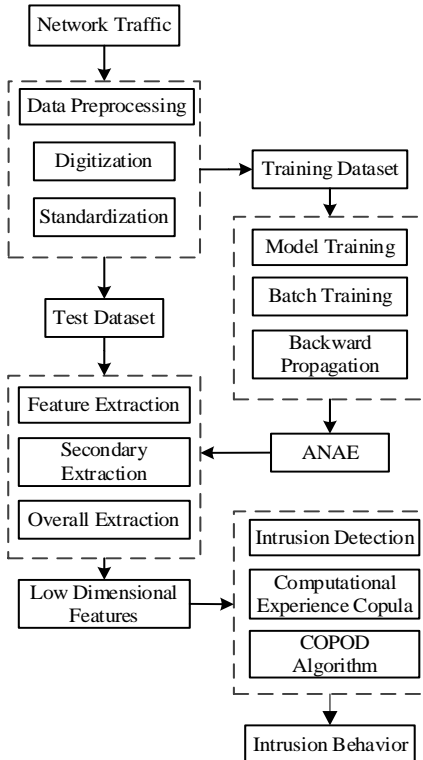 Network Traffic
Data Preprocessing
Digitization
Standardization
Training Dataset
Model Training
Batch Training
Backward
Propagation
Test Dataset
ANAE
Feature Extraction
Secondary
Extraction
Overall Extraction
Low Dimensional
Features
Intrusion Detection
Computational
Experience Copula
COPOD
Algorithm
Intrusion Behavior